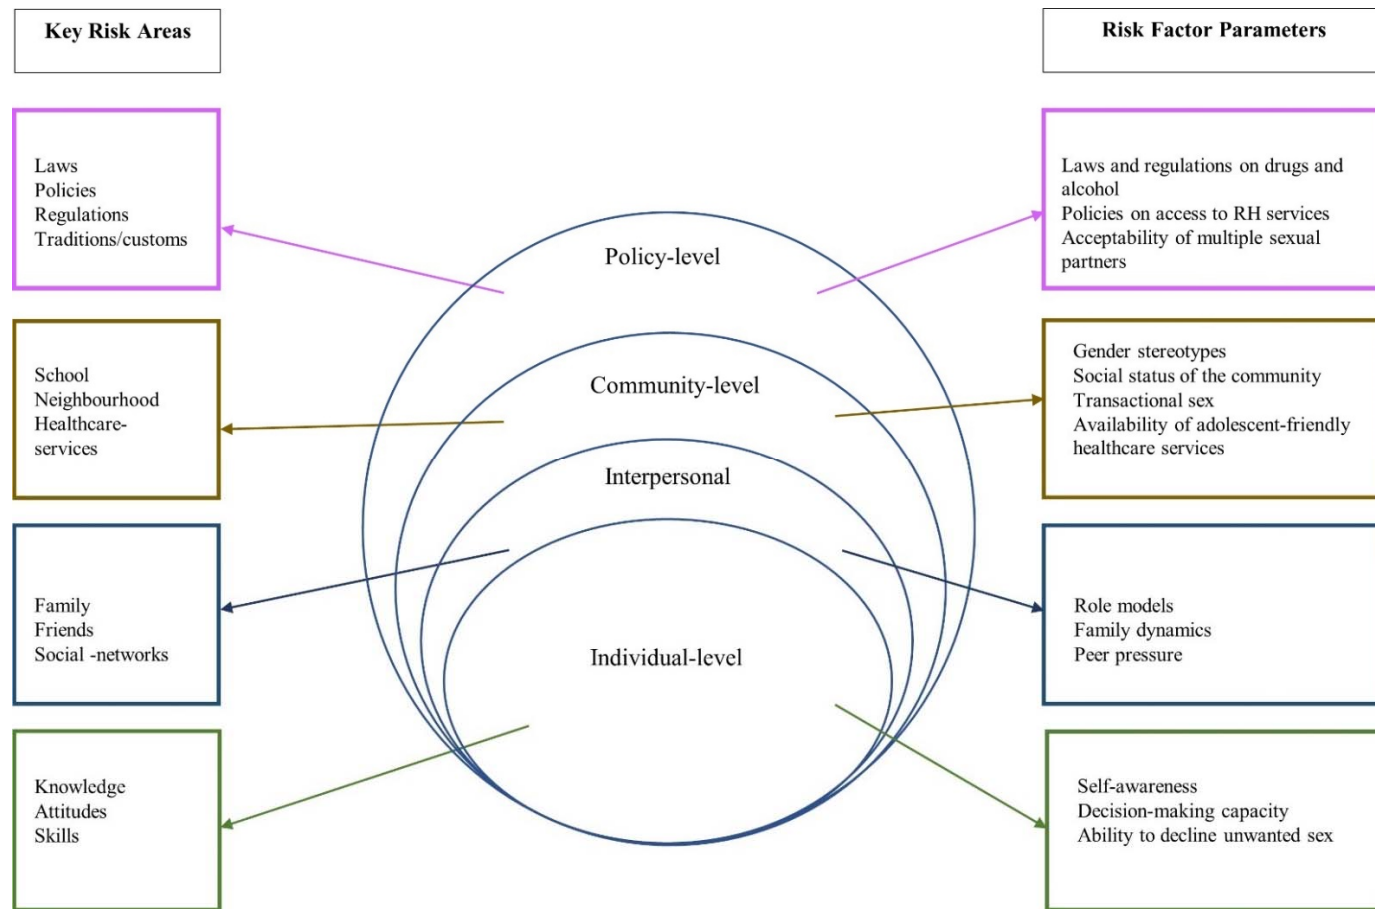 Key Risk Areas
Risk Factor Parameters
Laws
Policies
Regulations
Traditions/customs
Policy-level
Laws and regulations on drugs and
alcohol
Policies on access to RH services
Acceptability of multiple sexual
partners
School
Neighbourhood
Healthcare-
services
Community-level
Gender stereotypes
Social status of the community
Transactional sex
Availability of adolescent-friendly
healthcare services
Family
Friends
Social -networks
Interpersonal
Role models
Family dynamics
Peer pressure
Knowledge
Attitudes
Skills
Individual-level
Self-awareness
Decision-making capacity
Ability to decline unwanted sex